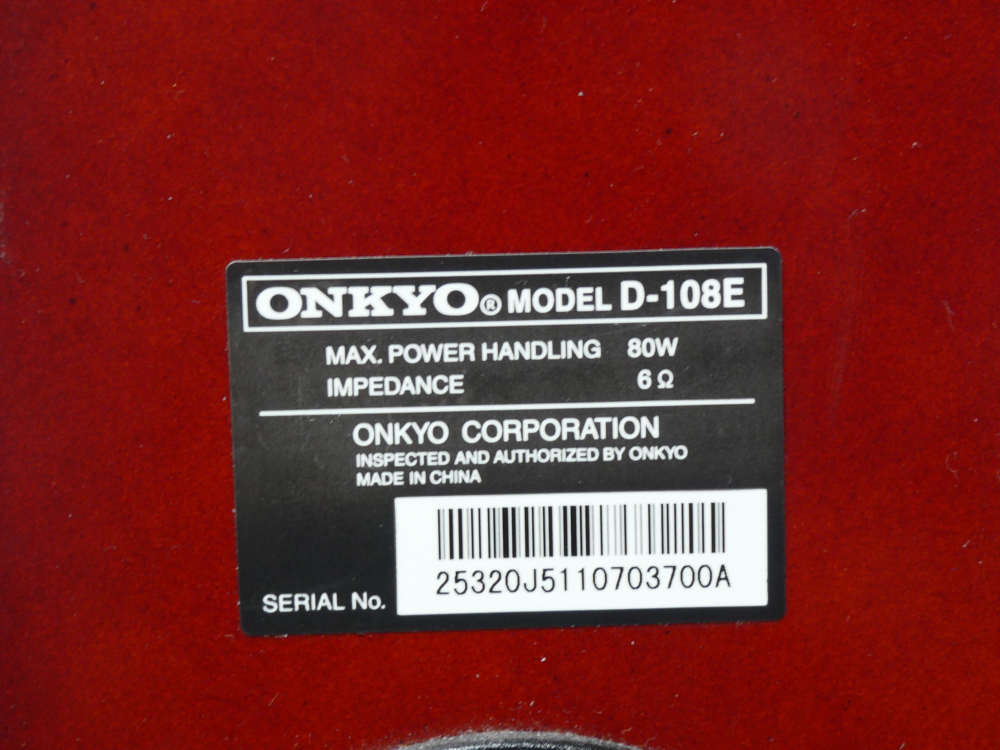 ONKYO® MODEL D-108E
MAX. POWER HANDLING 80W
IMPEDANCE 6 Ω
ONKYO CORPORATION
INSPECTED AND AUTHORIZED BY ONKYO
MADE IN CHINA
25320J5110703700A
SERIAL No.